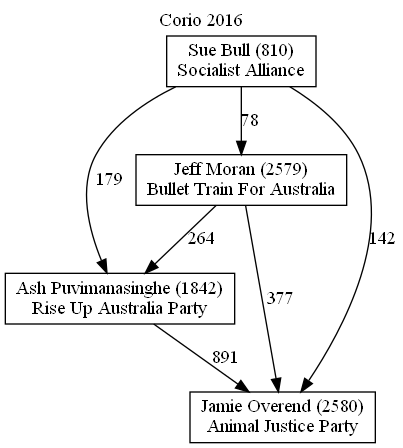 Corio 2016
Sue Bull (810)
Socialist Alliance
78
Jeff Moran (2579)
Bullet Train For Australia
179
264
142
377
Ash Puvimanasinghe (1842)
Rise Up Australia Party
891
Jamie Overend (2580)
Animal Justice Party